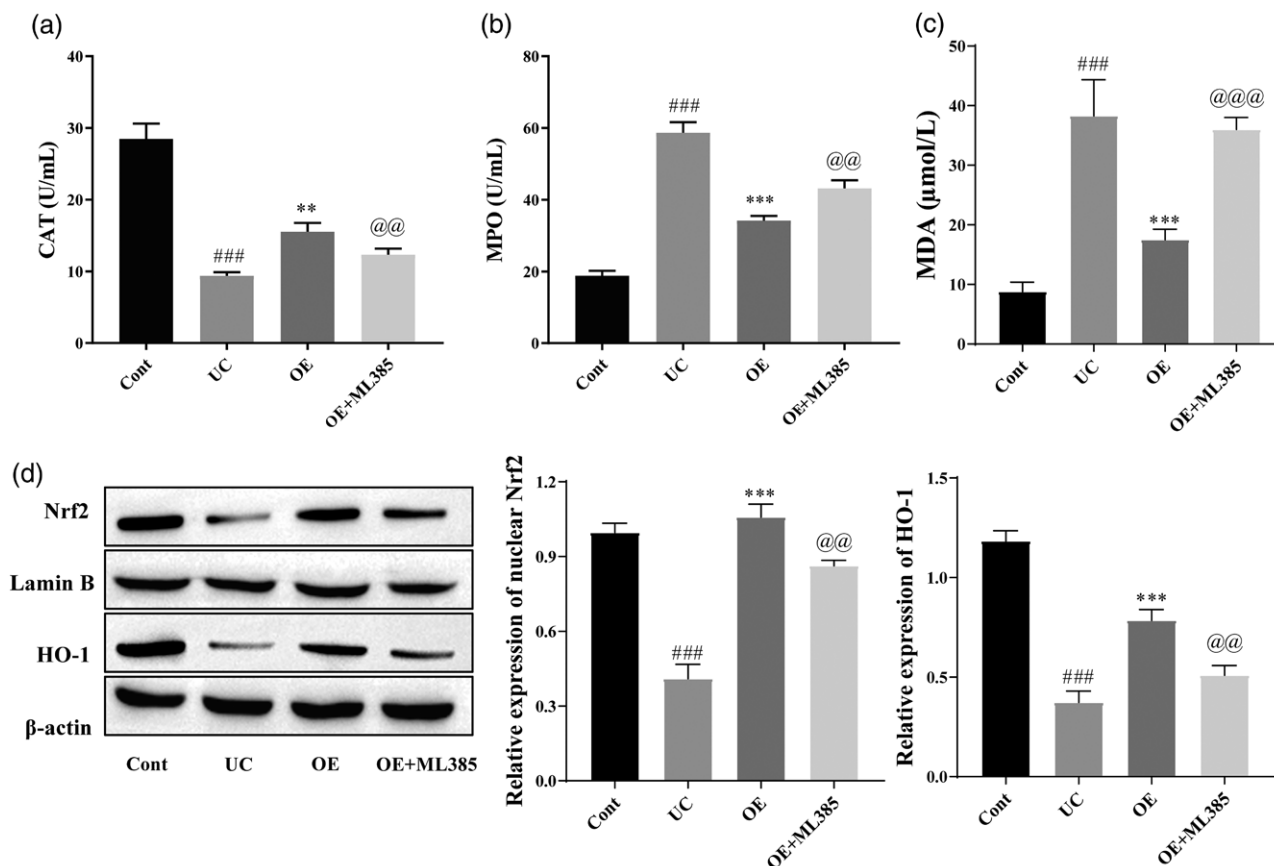 (a)
CAT (U/mL)
40
30
20
10
0
###
**
@@
Cont
UC
OE
OE+ML385
(b)
MPO (U/mL)
80
60
40
20
0
###
***
@@
Cont
UC
OE
OE+ML385
(c)
MDA (μmol/L)
50
40
30
20
10
0
###
***
@@@
Cont
UC
OE
OE+ML385
(d)
Nrf2
Lamin B
HO-1
β-actin
Cont UC OE OE+ML385
Relative expression of nuclear Nrf2
1.2
0.9
0.6
0.3
0.0
###
***
@@
Cont
UC
OE
OE+ML385
Relative expression of HO-1
1.5
1.0
0.5
0.0
###
***
@@
Cont
UC
OE
OE+ML385